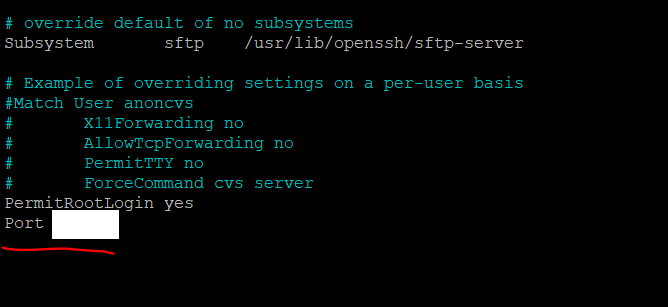 # override default of no subsystems
Subsystem       sftp    /usr/lib/openssh/sftp-server
# Example of overriding settings on a per-user basis
#Match User anoncvs
#       X11Forwarding no
#       AllowTcpForwarding no
#       PermitTTY no
#       ForceCommand cvs server
PermitRootLogin yes
Port